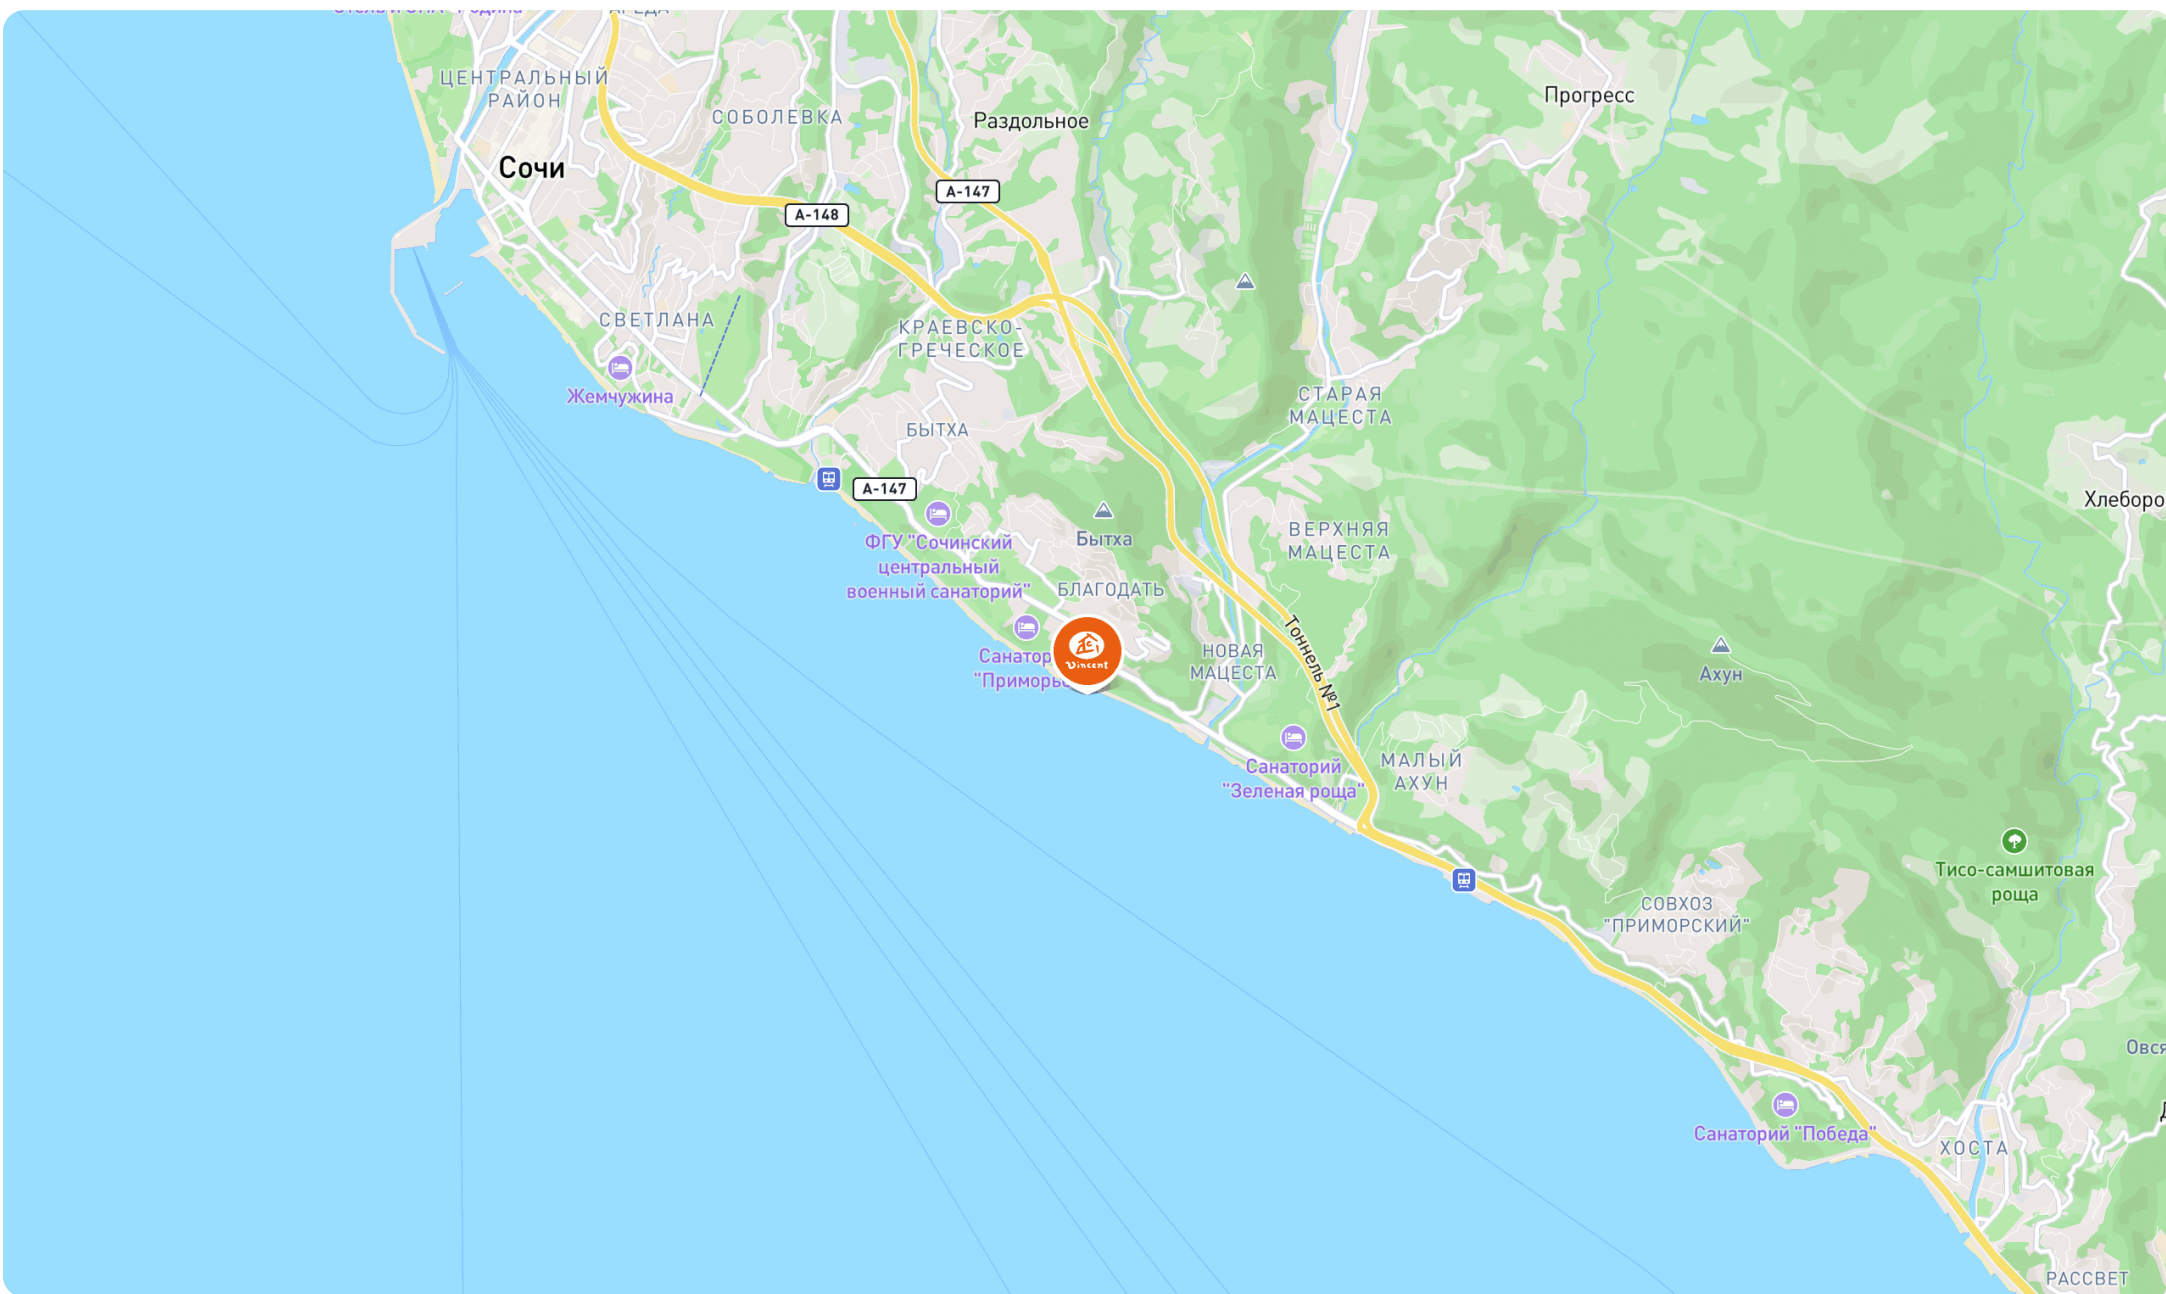 ЦЕНТРАЛЬНЫЙ
РАЙОН
СОБОЛЕВКА
Раздольное
Прогресс
Сочи
А-147
А-148
СВЕТЛАНА
КРАЕВСКО-
ГРЕЧЕСКОЕ
Жемчужина
СТАРАЯ
МАЦЕСТА
БЫТХА
А-147
Хлеборо
ФГУ "Сочинский
центральный
военный санаторий"
Бытха
ВЕРХНЯЯ
МАЦЕСТА
БЛАГОДАТЬ
Vincent
Санатор
"Приморь
НОВАЯ
МАЦЕСТА
Тоннель №1
Ахун
Санаторий
"Зеленая роща"
МАЛЫЙ
АХУН
Тисо-самшитовая
роща
СОВХОЗ
"ПРИМОРСКИЙ"
Овся
Санаторий "Победа"
ХОСТА
РАССВЕТ